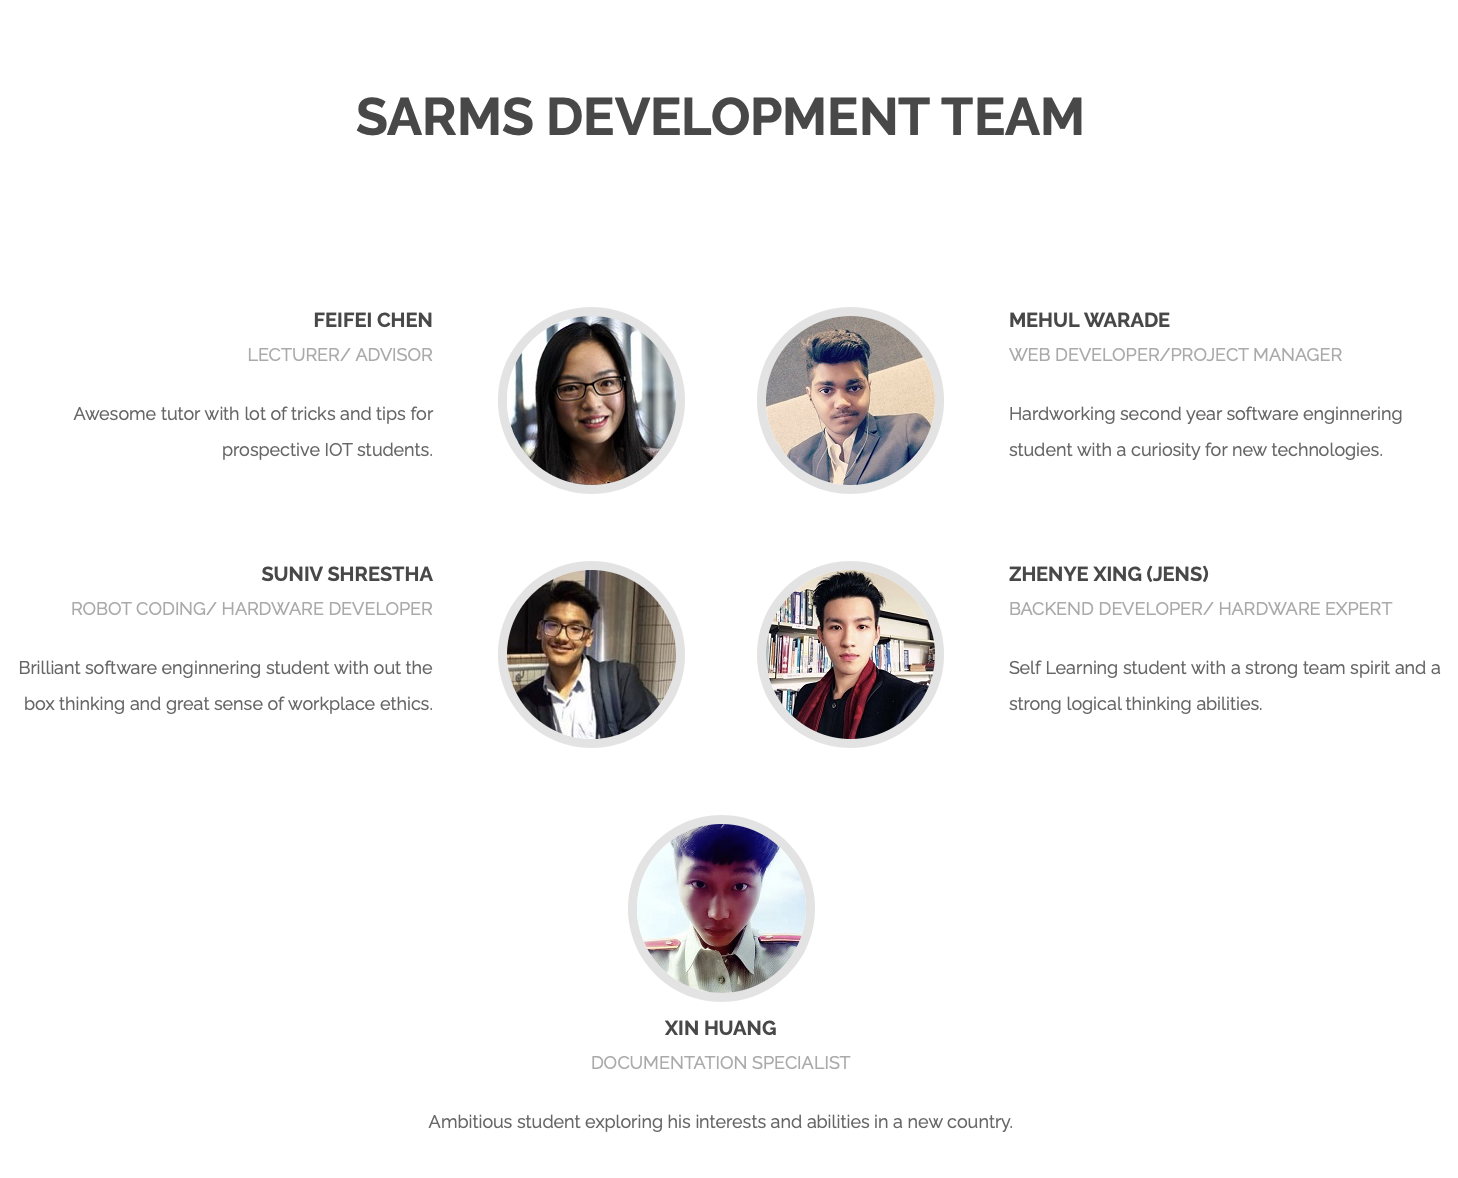 SARMS DEVELOPMENT TEAM
FEIFEI CHEN
LECTURER/ ADVISOR
Awesome tutor with lot of tricks and tips for
prospective IOT students.
MEHUL WARADE
WEB DEVELOPER/PROJECT MANAGER
Hardworking second year software enginnering
student with a curiosity for new technologies.
SUNIV SHRESTHA
ROBOT CODING/ HARDWARE DEVELOPER
Brilliant software enginnering student with out the
box thinking and great sense of workplace ethics.
ZHENYE XING (JENS)
BACKEND DEVELOPER/ HARDWARE EXPERT
Self Learning student with a strong team spirit and a
strong logical thinking abilities.
XIN HUANG
DOCUMENTATION SPECIALIST
Ambitious student exploring his interests and abilities in a new country.